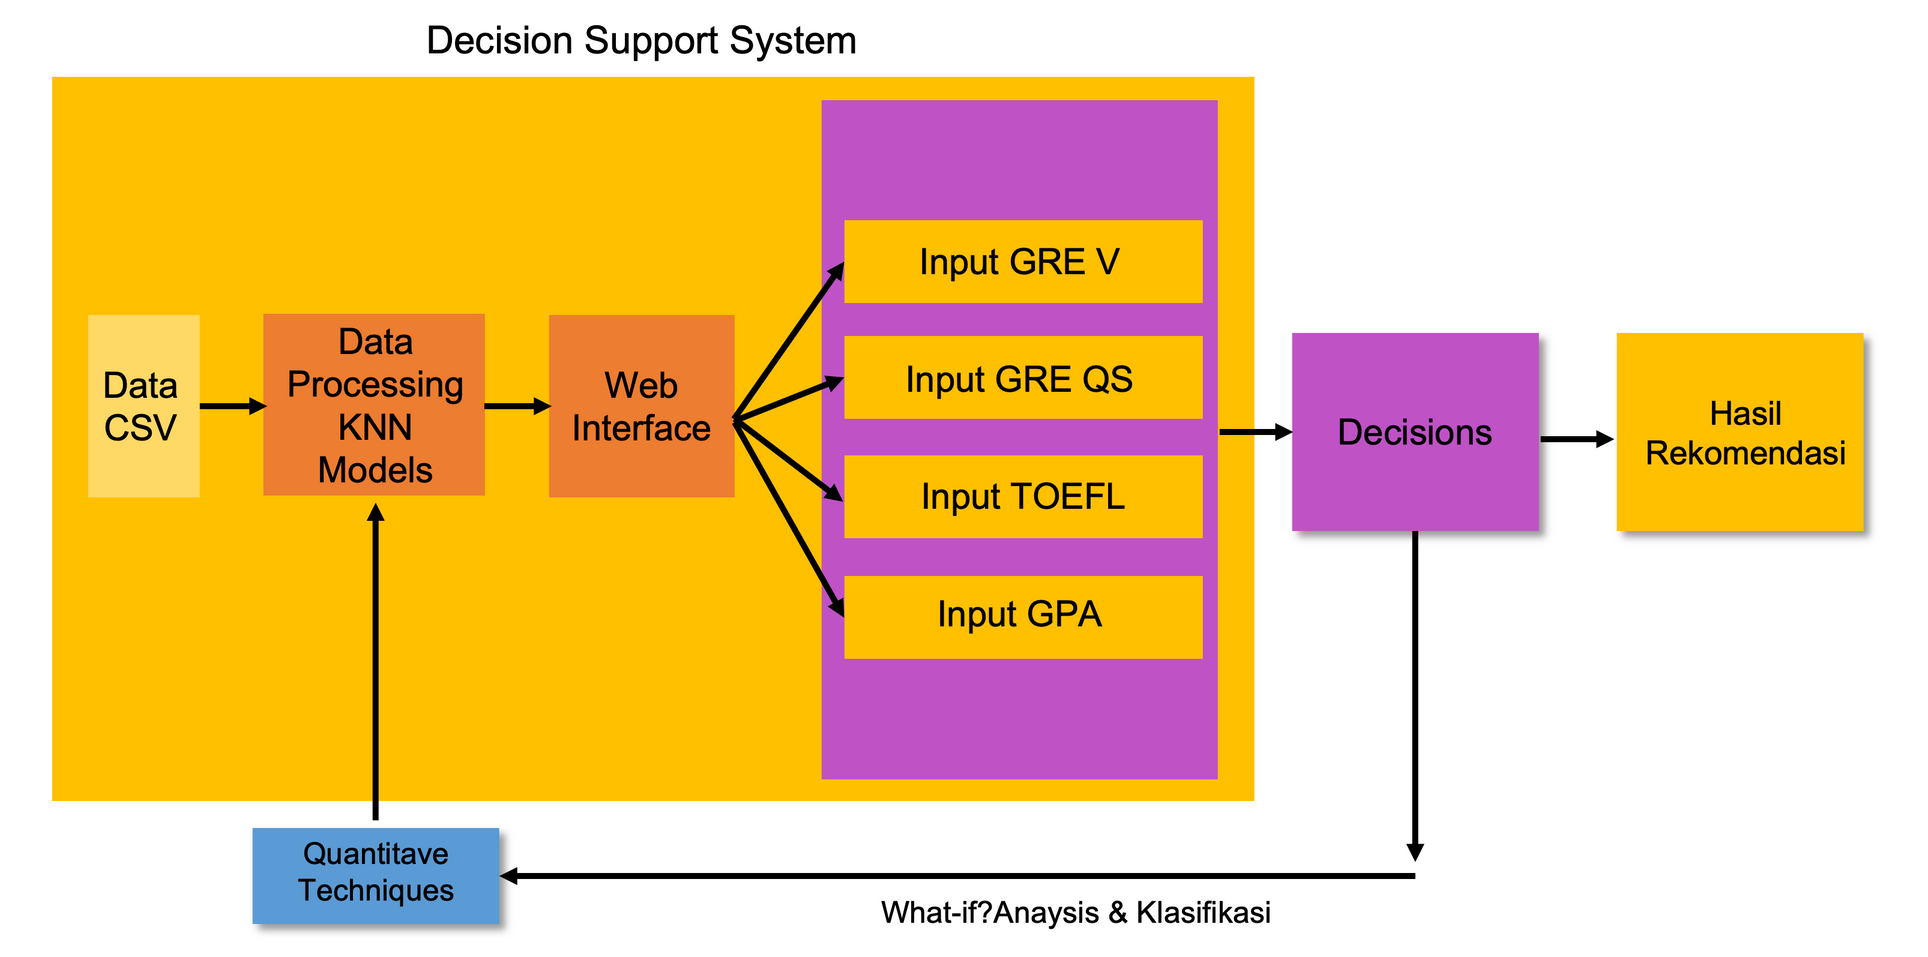 Decision Support System
Data
CSV
Data
Processing
KNN
Models
Web
Interface
Input GRE V
Input GRE QS
Input TOEFL
Input GPA
Decisions
Hasil
Rekomendasi
Quantitave
Techniques
What-if?Anaysis & Klasifikasi